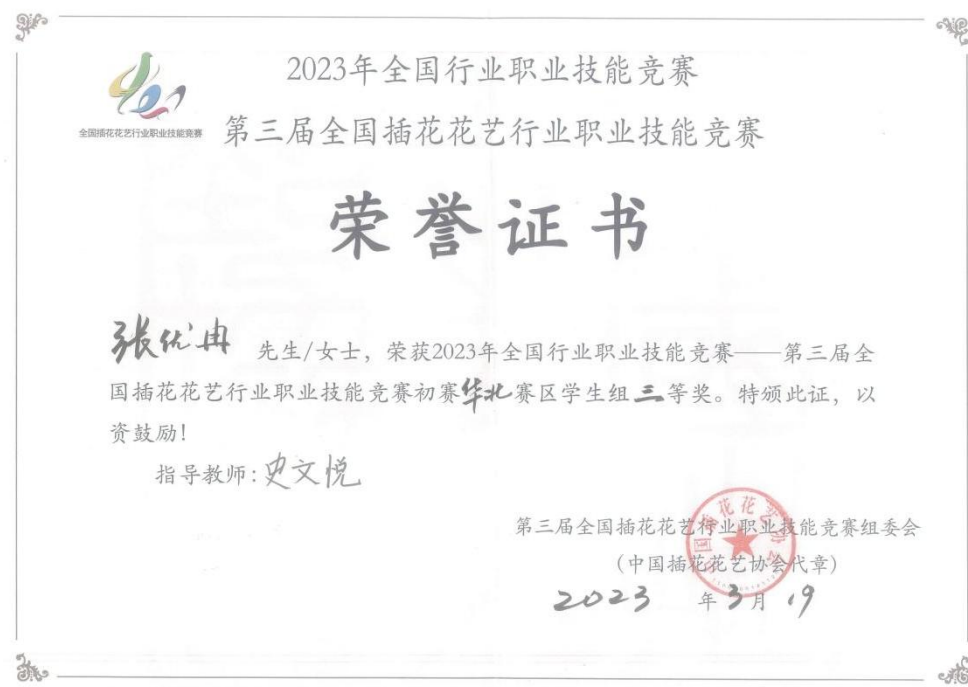 2023年全国行业职业技能竞赛
全国插花花艺行业职业技能竞赛
第三届全国插花花艺行业职业技能竞赛
荣誉证书
张优冉 先生/女士，荣获2023年全国行业职业技能竞赛——第三届全
国插花花艺行业职业技能竞赛初赛华北赛区学生组三等奖。特颁此证，以
资鼓励！
指导教师：史文悦
第三届全国插花花艺行业职业技能竞赛组委会
（中国插花花艺协会代章）
2023 年 3 月 19